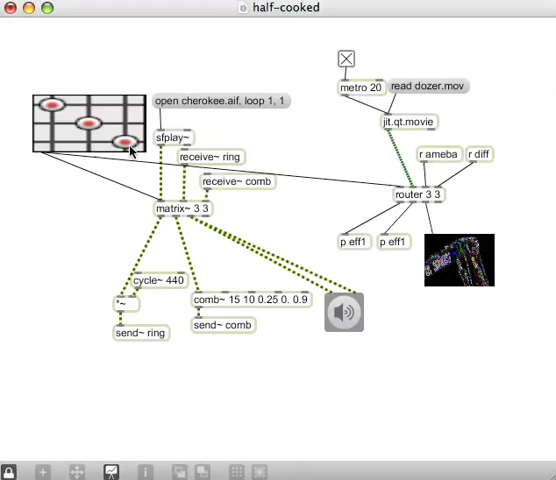 half-cooked
open cherokee.aif, loop 1, 1
metro 20
read dozer.mov
sfplay~
jit.qt.movie
receive~ ring
r ameba
r diff
receive~ comb
router 3 3
matrix~ 3 3
p eff1
p eff1
cycle~ 440
*~
comb~ 15 10 0.25 0. 0.9
send~ ring
send~ comb